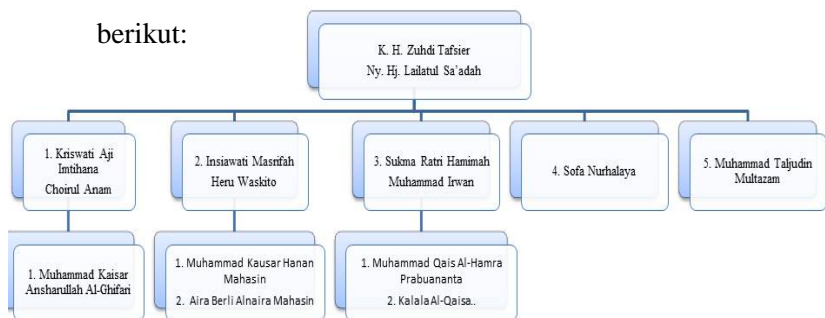 berikut:
K. H. Zuhdi Tafsier
Ny. Hj. Lailatul Sa’adah
1. Kriswati Aji
Imtihana
Choirul Anam
2. Insiawati Masrifah
Heru Waskito
3. Sukma Ratri Hamimah
Muhammad Irwan
4. Sofa Nurhalaya
5. Muhammad Taljudin
Multazam
1. Muhammad Kaisar
Ansharullah Al-Ghifari
1. Muhammad Kausar Hanan
Mahasin
2. Aira Berli Alnaira Mahasin
1. Muhammad Qais Al-Hamra
Prabuananta
2. Kalala Al-Qaisa..